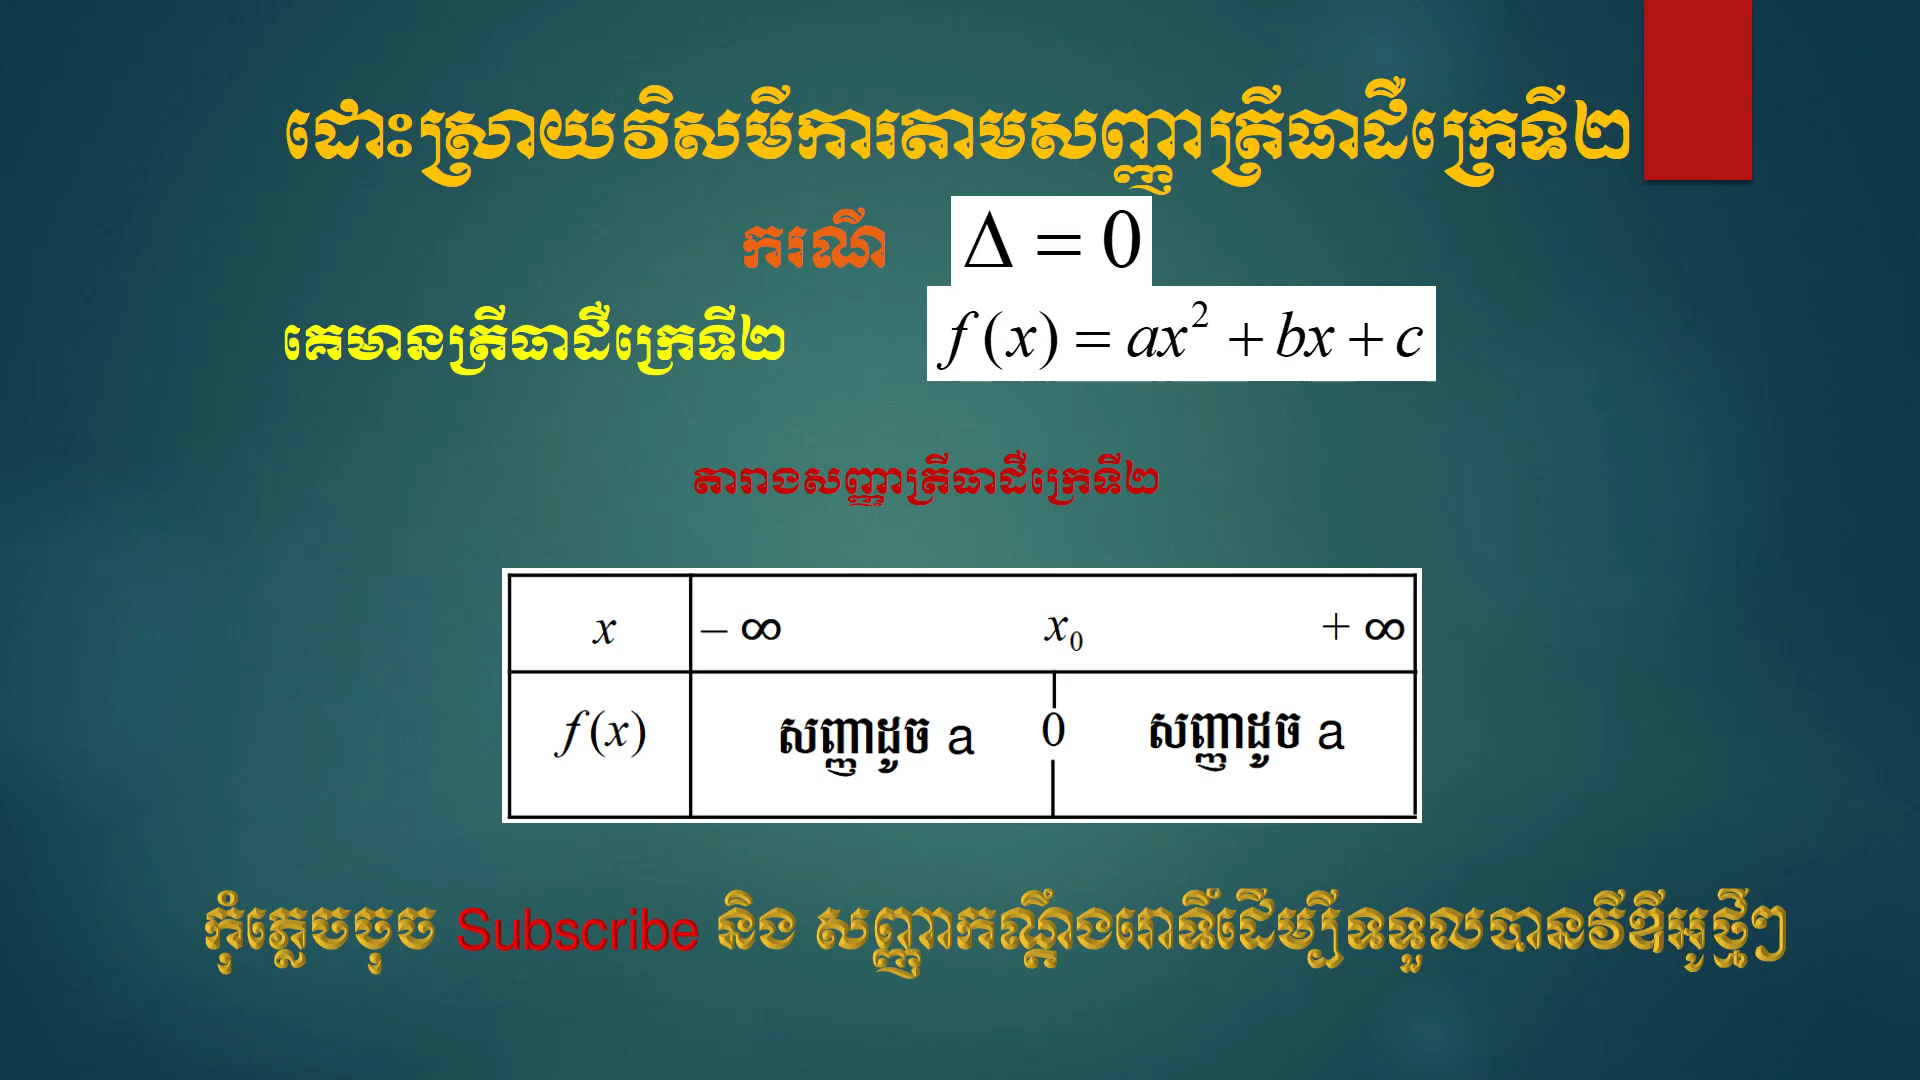 ដោះស្រាយវិសមីការតាមសញ្ញាត្រីធាដឺក្រេទី២
ករណី Δ = 0
គេមានត្រីធាដឺក្រេទី២ f(x) = ax² + bx + c
តារាងសញ្ញាត្រីធាដឺក្រេទី២
x – ∞ x₀ + ∞
f(x) សញ្ញាដូច a 0 សញ្ញាដូច a
កុំភ្លេចចុច Subscribe និង សញ្ញាកណ្ដឹងរោទិ៍ដើម្បីទទួលបានវីឌីអូថ្មីៗ